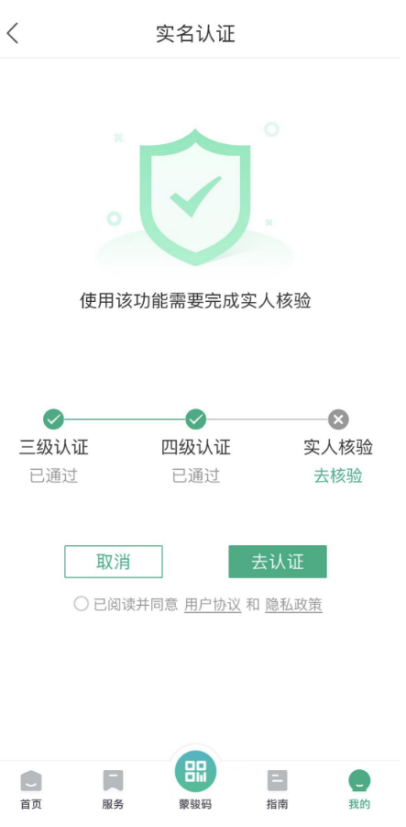 实名认证
使用该功能需要完成实人核验
三级认证 四级认证 实人核验
已通过 已通过 去核验
取消 去认证
已阅读并同意 用户协议 和 隐私政策
首页 服务 蒙骏码 指南 我的